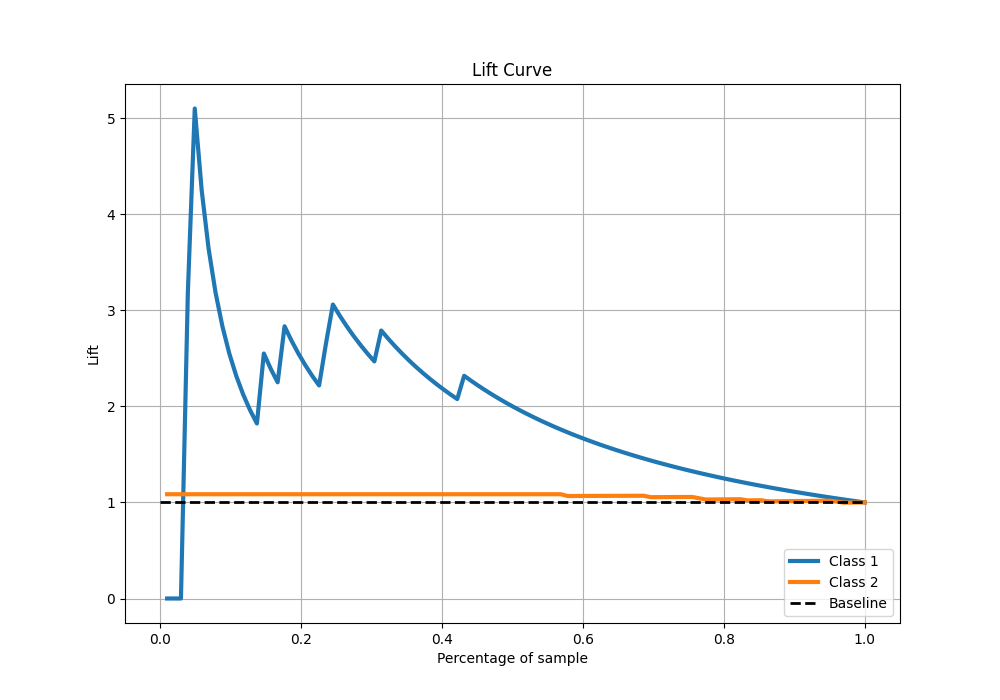 Lift Curve
Lift
5
4
3
2
1
0
0.0 0.2 0.4 0.6 0.8 1.0
Percentage of sample
Class 1
Class 2
Baseline